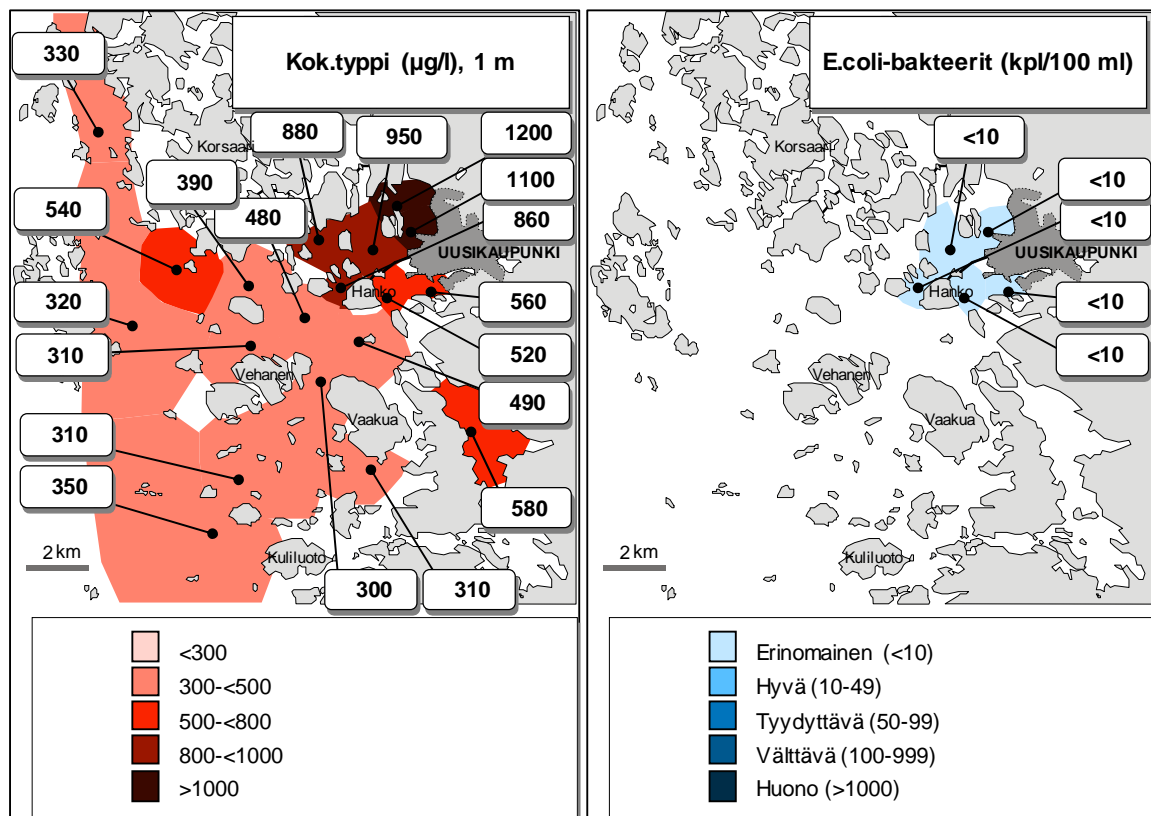 Kok.typpi (µg/l), 1 m
330
Korsaari
880
950
1200
390
1100
540
480
860
UUSIKAUPUNKI
Hanko
320
560
310
520
Vehanen
490
Vaakua
310
350
580
2 km
Kuliluoto
300
310
<300
300-<500
500-<800
800-<1000
>1000
E.coli-bakteerit (kpl/100 ml)
Korsaari
<10
<10
<10
UUSIKAUPUNKI
Hanko
<10
<10
Vehanen
Vaakua
2 km
Kuliluoto
Erinomainen (<10)
Hyvä (10-49)
Tyydyttävä (50-99)
Välttävä (100-999)
Huono (>1000)